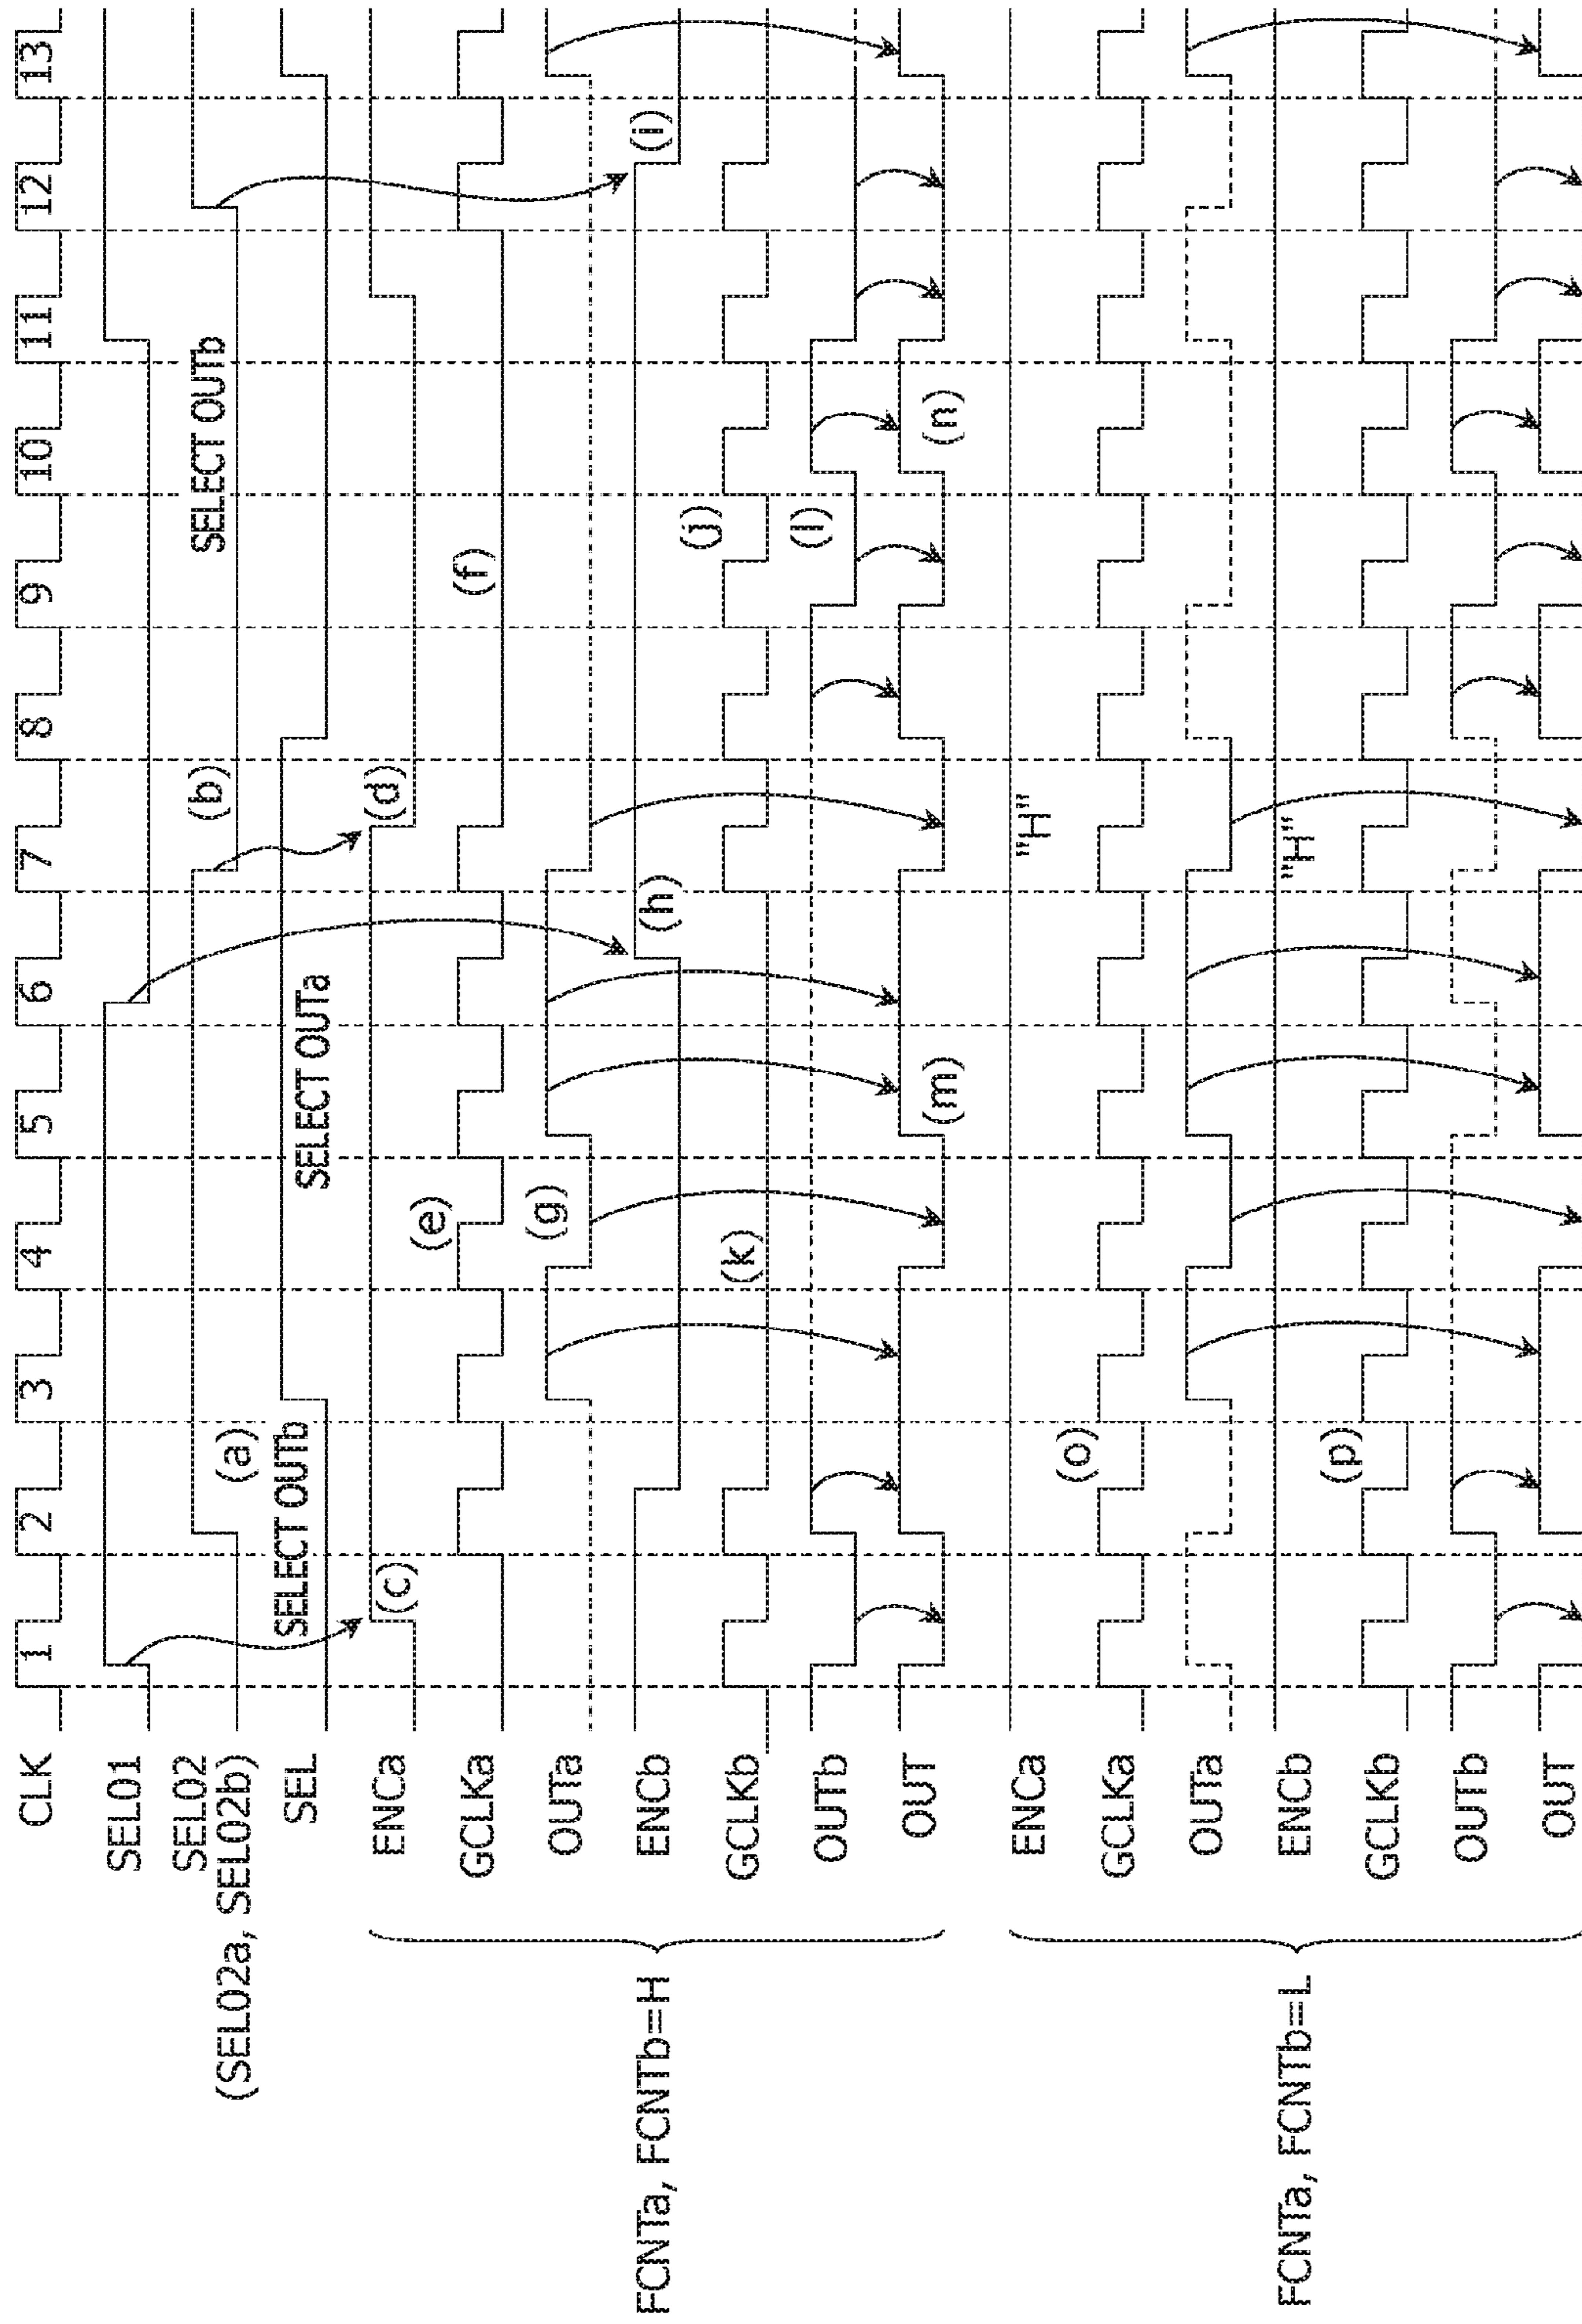 CLK
1 2 3 4 5 6 7 8 9 10 11 12 13
SEL01
SEL02
(SEL02a, SEL02b)
(a)
(b)
SELECT OUTb
SEL
SELECT OUTb
SELECT OUTa
ENCa
(c)
(d)
GCLKa
(e)
(f)
OUTa
(g)
ENCb
(h)
(i)
GCLKb
(k)
(j)
OUTb
(l)
OUT
(m)
(n)
FCNTa, FCNTb=H
ENCa
"H"
GCLKa
(o)
OUTa
ENCb
"H"
GCLKb
(p)
OUTb
OUT
FCNTa, FCNTb=L